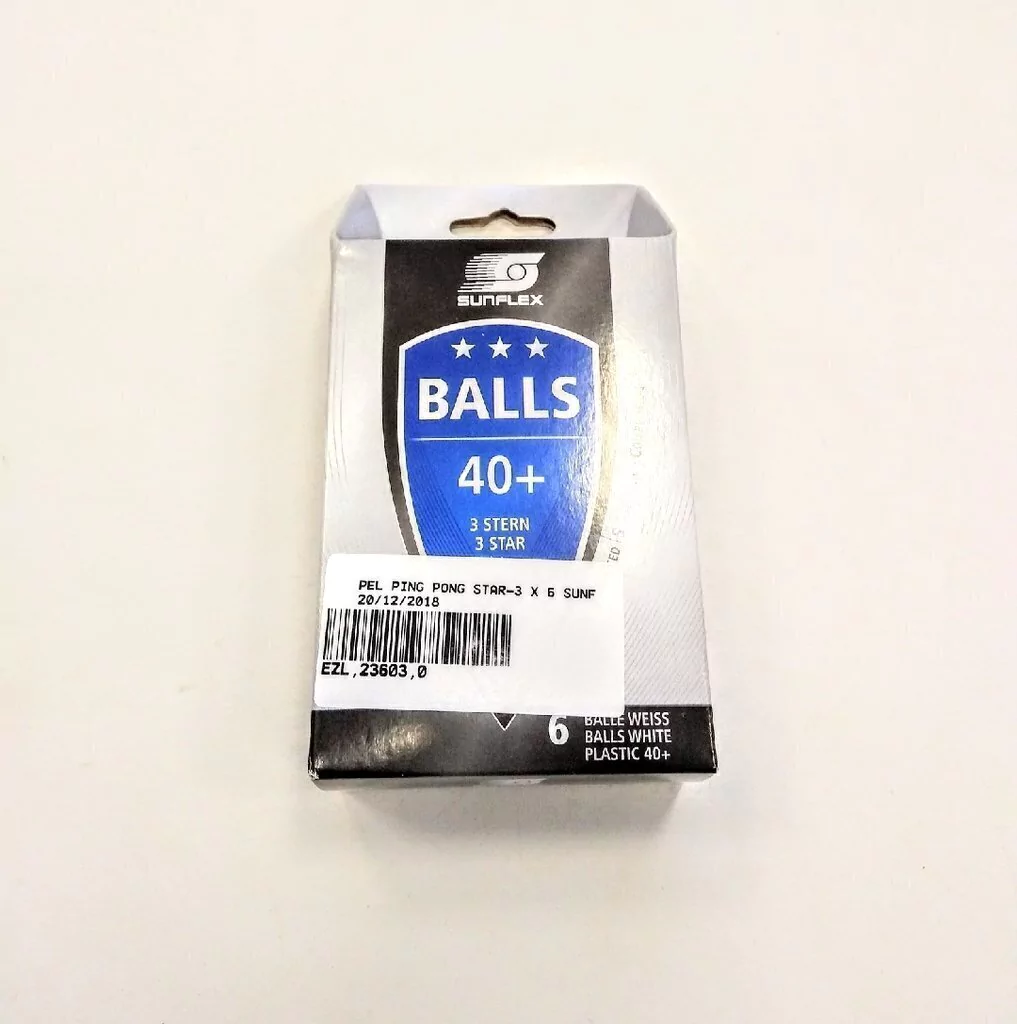 SUNFLEX
BALLS
40+
3 STERN
3 STAR
PEL PING PONG STAR-3 X 6 SUNF
20/12/2018
EZL,23603,0
6
BALLE WEISS
BALLS WHITE
PLASTIC 40+